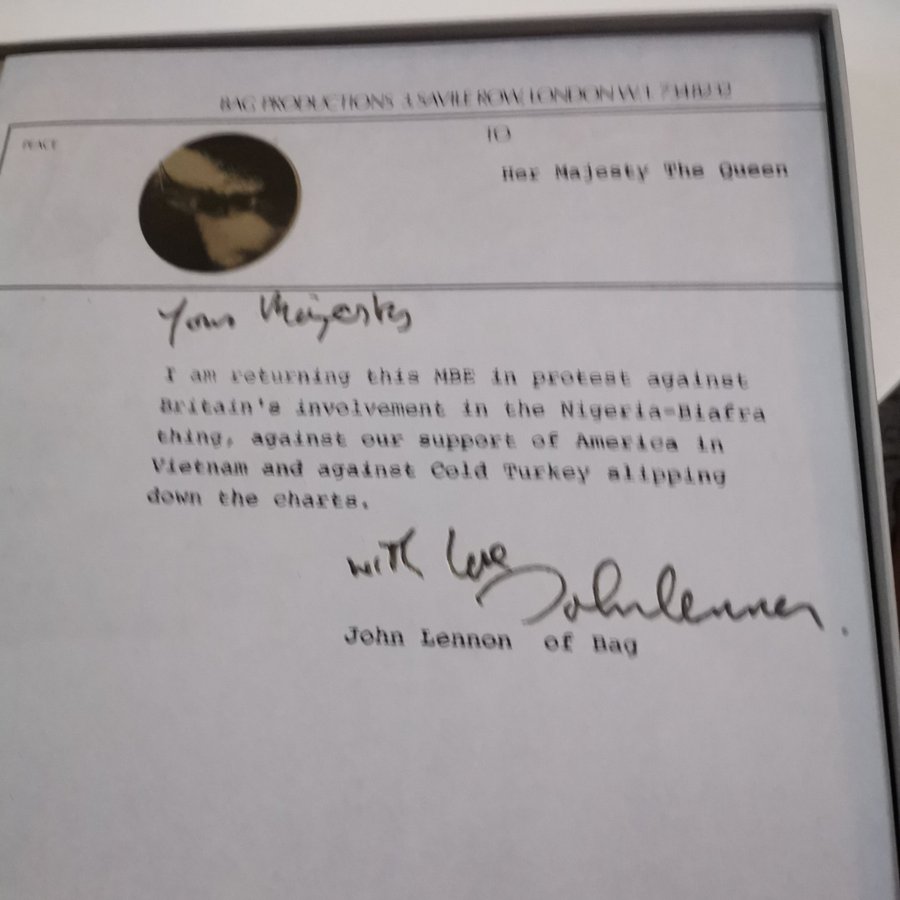 BAG PRODUCTIONS 3 SAVILE ROW, LONDON W.1.
PEACE
TO
Her Majesty The Queen
Your Majesty
I am returning this MBE in protest against
Britain's involvement in the Nigeria-Biafra
thing, against our support of America in
Vietnam and against Cold Turkey slipping
down the charts.
with love
John Lennon
John Lennon of Bag